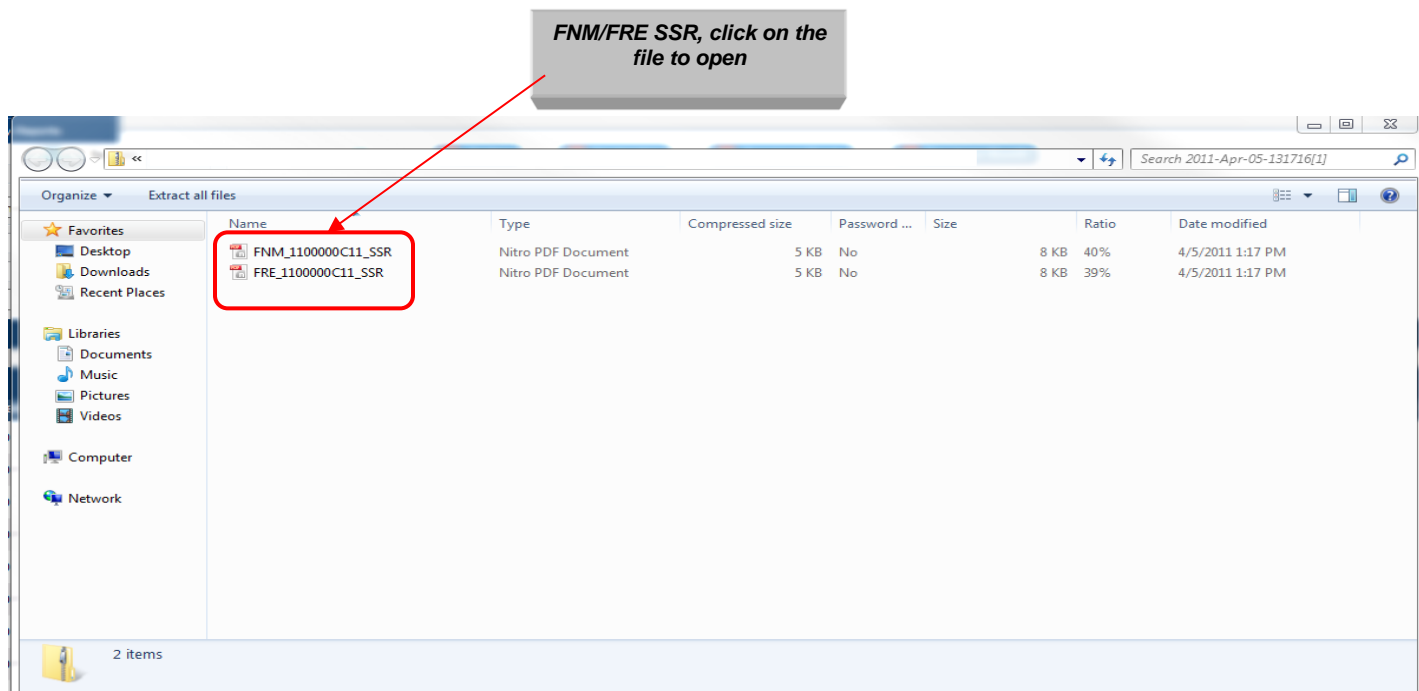 FNM/FRE SSR, click on the
file to open
«
Search 2011-Apr-05-131716[1]
Organize Extract all files
Name Type Compressed size Password ... Size Ratio Date modified
FNM_1100000C11_SSR Nitro PDF Document 5 KB No 8 KB 40% 4/5/2011 1:17 PM
FRE_1100000C11_SSR Nitro PDF Document 5 KB No 8 KB 39% 4/5/2011 1:17 PM
Favorites
Desktop
Downloads
Recent Places
Libraries
Documents
Music
Pictures
Videos
Computer
Network
2 items